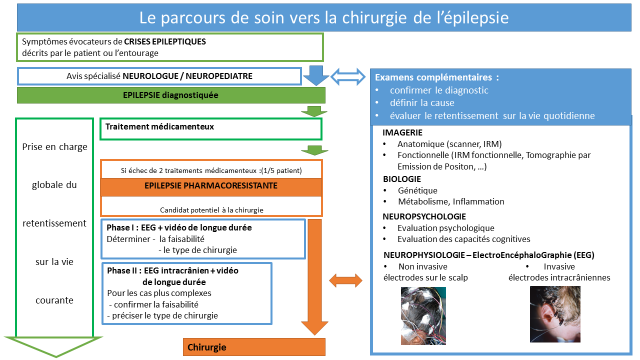 Le parcours de soin vers la chirurgie de l'épilepsie
Symptômes évocateurs de CRISES EPILEPTIQUES
décrits par le patient ou l'entourage
Avis spécialisé NEUROLOGUE / NEUROPEDIATRE
EPILEPSIE diagnostiquée
Prise en charge
globale du
retentissement
sur la vie
courante
Traitement médicamenteux
Si échec de 2 traitements médicamenteux :(1/5 patient)
EPILEPSIE PHARMACORESISTANTE
Candidat potentiel à la chirurgie
Phase I : EEG + vidéo de longue durée
Déterminer - la faisabilité
- le type de chirurgie
Phase II : EEG intracrânien + vidéo
de longue durée
Pour les cas plus complexes
- confirmer la faisabilité
- préciser le type de chirurgie
Chirurgie
Examens complémentaires :
• confirmer le diagnostic
• définir la cause
• évaluer le retentissement sur la vie quotidienne
IMAGERIE
• Anatomique (scanner, IRM)
• Fonctionnelle (IRM fonctionnelle, Tomographie par
Emission de Positon, ...)
BIOLOGIE
• Génétique
• Métabolisme, Inflammation
NEUROPSYCHOLOGIE
• Evaluation psychologique
• Evaluation des capacités cognitives
NEUROPHYSIOLOGIE – ElectroEncéphaloGraphie (EEG)
• Non invasive
électrodes sur le scalp
• Invasive
électrodes intracrâniennes